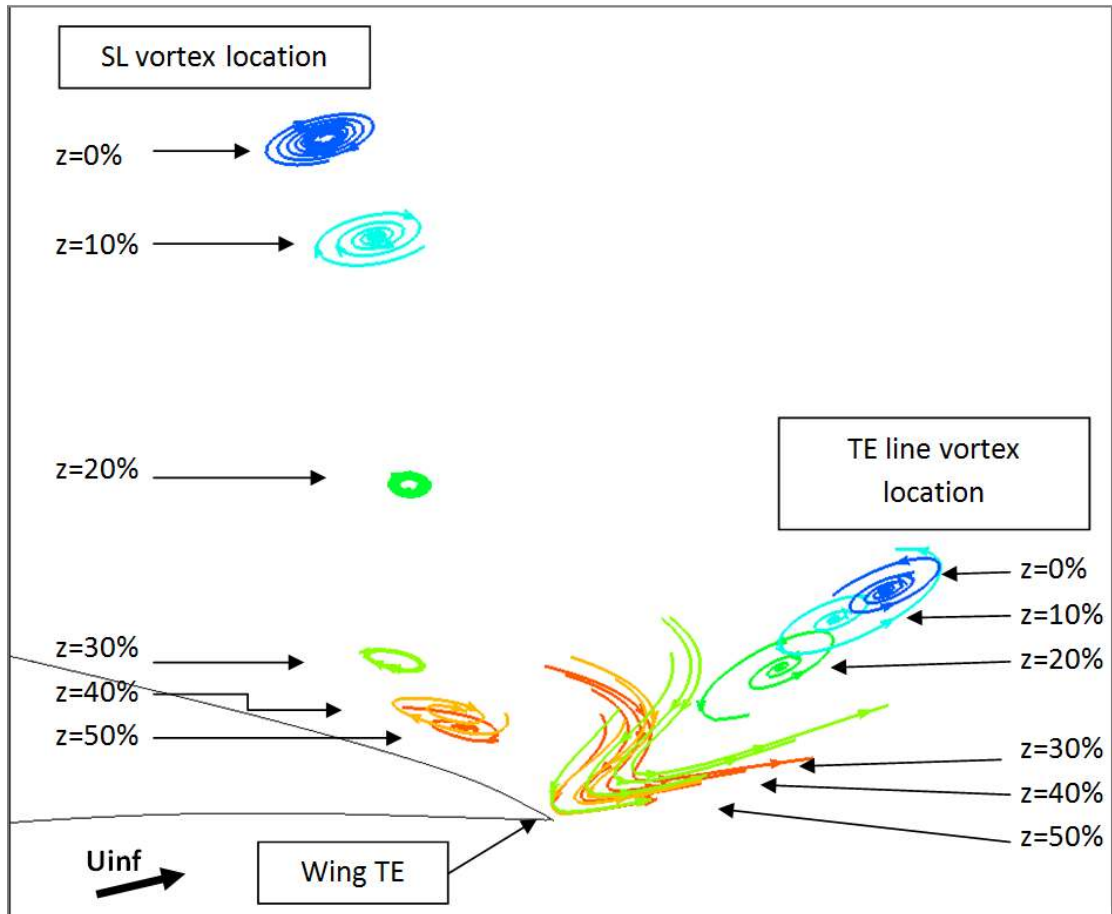 SL vortex location
z=0%
z=10%
z=20%
z=30%
z=40%
z=50%
TE line vortex
location
z=0%
z=10%
z=20%
z=30%
z=40%
z=50%
Uinf
Wing TE